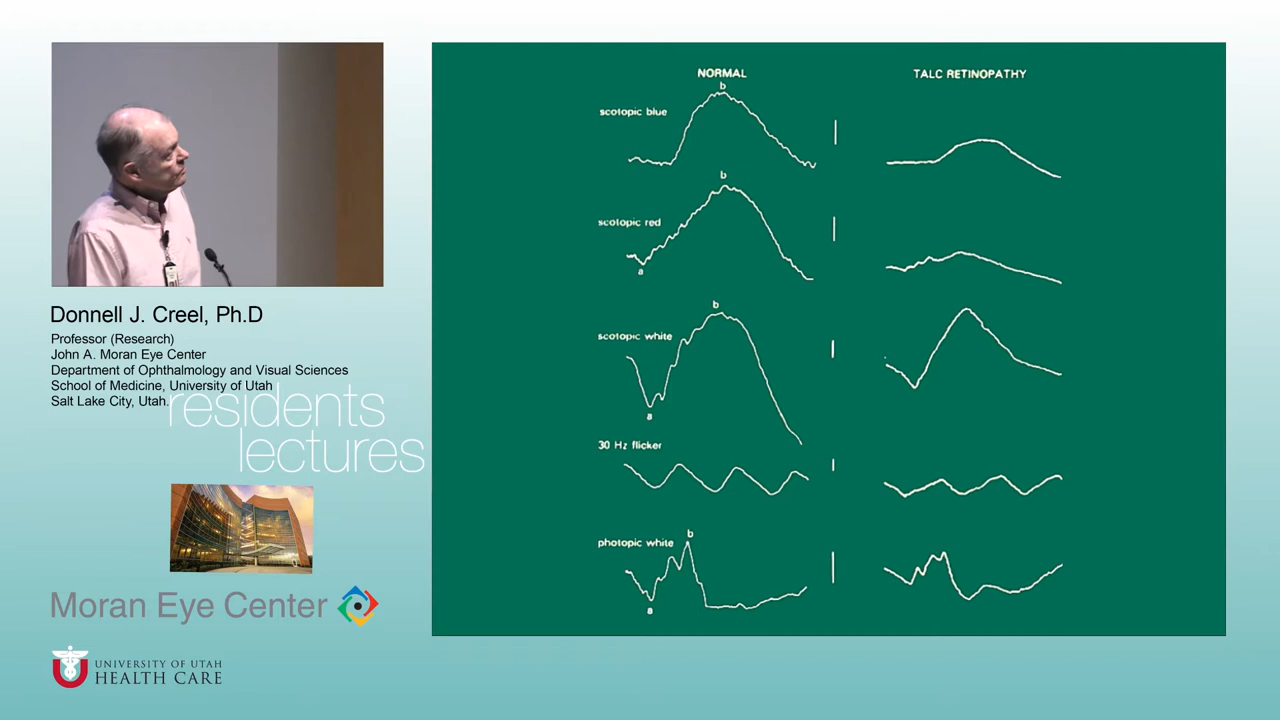 NORMAL
TALC RETINOPATHY
b
scotopic blue
b
scotopic red
a
b
scotopic white
a
30 Hz flicker
b
photopic white
a
Donnell J. Creel, Ph.D
Professor (Research)
John A. Moran Eye Center
Department of Ophthalmology and Visual Sciences
School of Medicine, University of Utah
Salt Lake City, Utah.
residents
lectures
Moran Eye Center
U
UNIVERSITY OF UTAH
HEALTH CARE